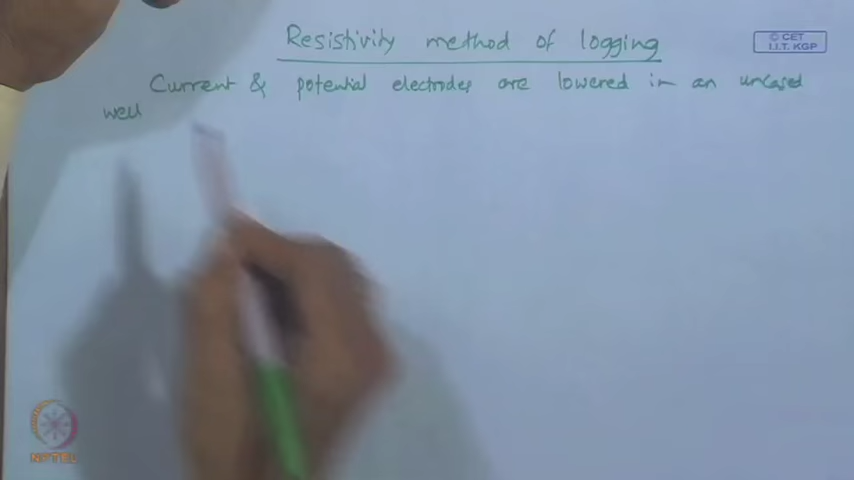 Resistivity method of logging
© CET
I.I.T. KGP
Current & potential electrodes are lowered in an uncased
well
NPTEL